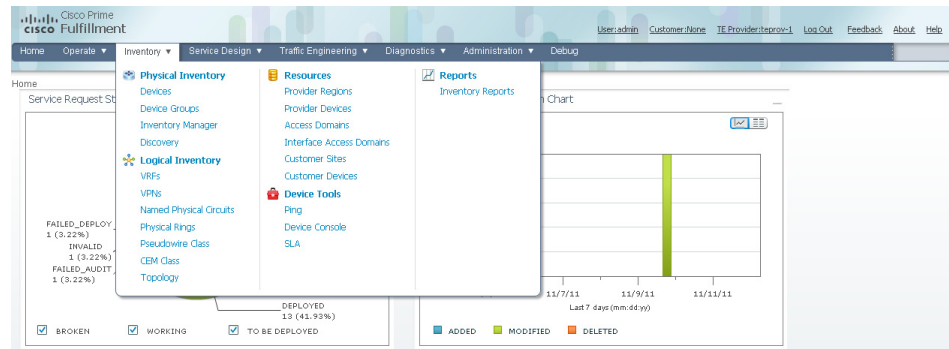 Cisco Prime
cisco Fulfillment
User:admin Customer:None TE Provider:teprov-1 Log Out Feedback About Help
Home Operate Inventory Service Design Traffic Engineering Diagnostics Administration Debug
Home
Service Request St
n Chart
Physical Inventory
Devices
Device Groups
Inventory Manager
Discovery
Logical Inventory
VRFs
VPNs
Named Physical Circuits
Physical Rings
Pseudowire Class
CEM Class
Topology
Resources
Provider Regions
Provider Devices
Access Domains
Interface Access Domains
Customer Sites
Customer Devices
Device Tools
Ping
Device Console
SLA
Reports
Inventory Reports
FAILED_DEPLOY
1 (3.22%)
INVALID
1 (3.22%)
FAILED_AUDIT
1 (3.22%)
DEPLOYED
13 (41.93%)
BROKEN WORKING TO BE DEPLOYED
11/7/11 11/9/11 11/11/11
Last 7 days (mm:dd:yy)
ADDED MODIFIED DELETED